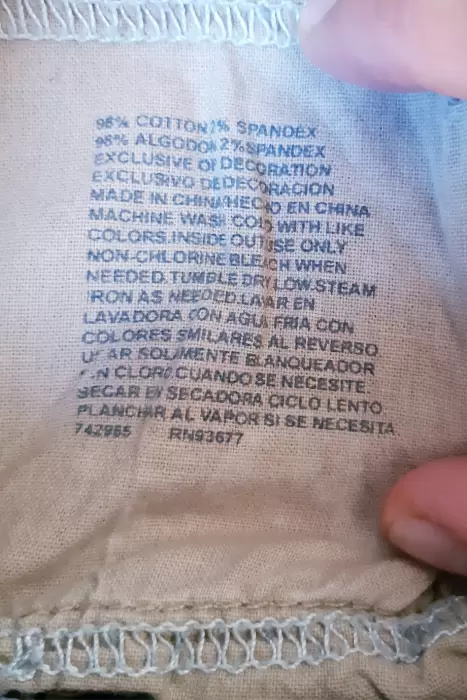 98% COTTON 2% SPANDEX
98% ALGODON 2% SPANDEX
EXCLUSIVE OF DECORATION
EXCLUSIVO DE DECORACION
MADE IN CHINA/HECHO EN CHINA
MACHINE WASH COLD WITH LIKE
COLORS.INSIDE OUT.USE ONLY
NON-CHLORINE BLEACH WHEN
NEEDED.TUMBLE DRY LOW.STEAM
IRON AS NEEDED.LAVAR EN
LAVADORA CON AGUA FRIA CON
COLORES SMILARES AL REVERSO
USAR SOLAMENTE BLANQUEADOR
SIN CLORO.CUANDO SE NECESITE
SECAR EN SECADORA CICLO LENTO
PLANCHAR AL VAPOR SI SE NECESITA
742965 RN93677